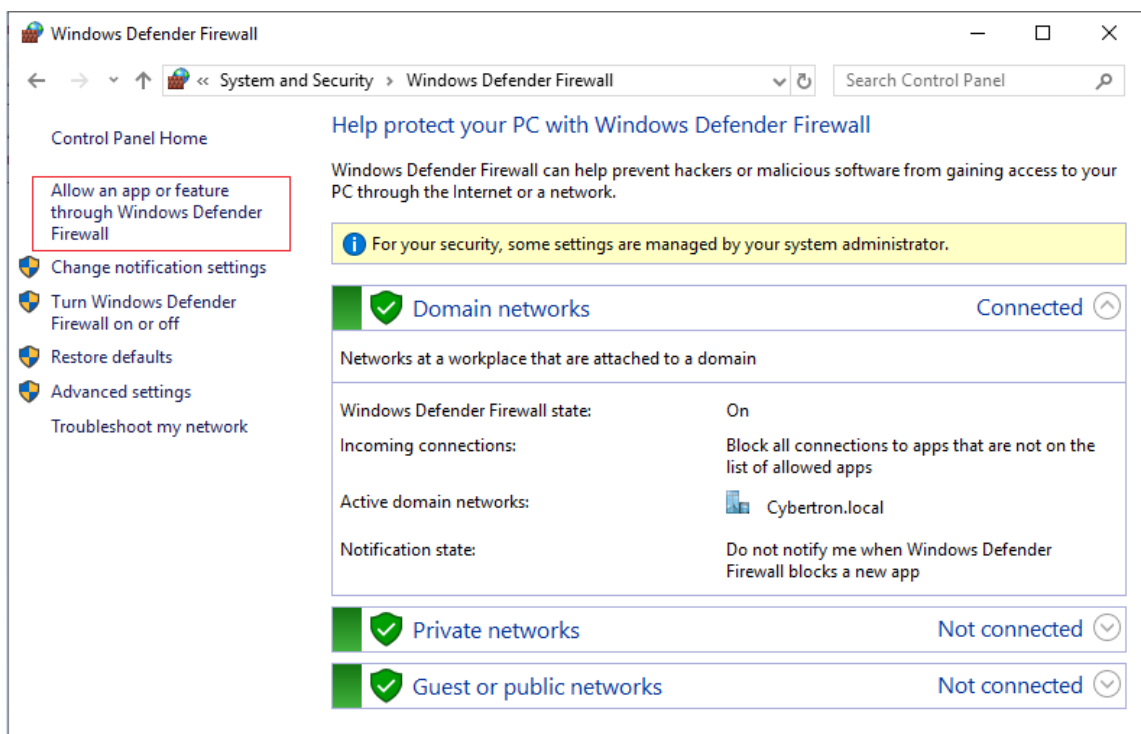 Windows Defender Firewall
« System and Security > Windows Defender Firewall
Search Control Panel
Control Panel Home
Allow an app or feature
through Windows Defender
Firewall
Change notification settings
Turn Windows Defender
Firewall on or off
Restore defaults
Advanced settings
Troubleshoot my network
Help protect your PC with Windows Defender Firewall
Windows Defender Firewall can help prevent hackers or malicious software from gaining access to your
PC through the Internet or a network.
For your security, some settings are managed by your system administrator.
Domain networks Connected
Networks at a workplace that are attached to a domain
Windows Defender Firewall state: On
Incoming connections: Block all connections to apps that are not on the
list of allowed apps
Active domain networks: Cybertron.local
Notification state: Do not notify me when Windows Defender
Firewall blocks a new app
Private networks Not connected
Guest or public networks Not connected